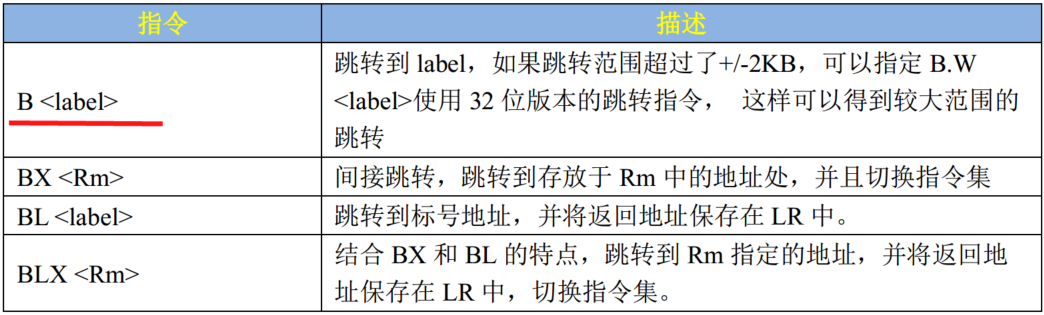 指令 描述
B <label> 跳转到 label，如果跳转范围超过了+/-2KB，可以指定 B.W
<label>使用 32 位版本的跳转指令， 这样可以得到较大范围的
跳转
BX <Rm> 间接跳转，跳转到存放于 Rm 中的地址处，并且切换指令集
BL <label> 跳转到标号地址，并将返回地址保存在 LR 中。
BLX <Rm> 结合 BX 和 BL 的特点，跳转到 Rm 指定的地址，并将返回地
址保存在 LR 中，切换指令集。